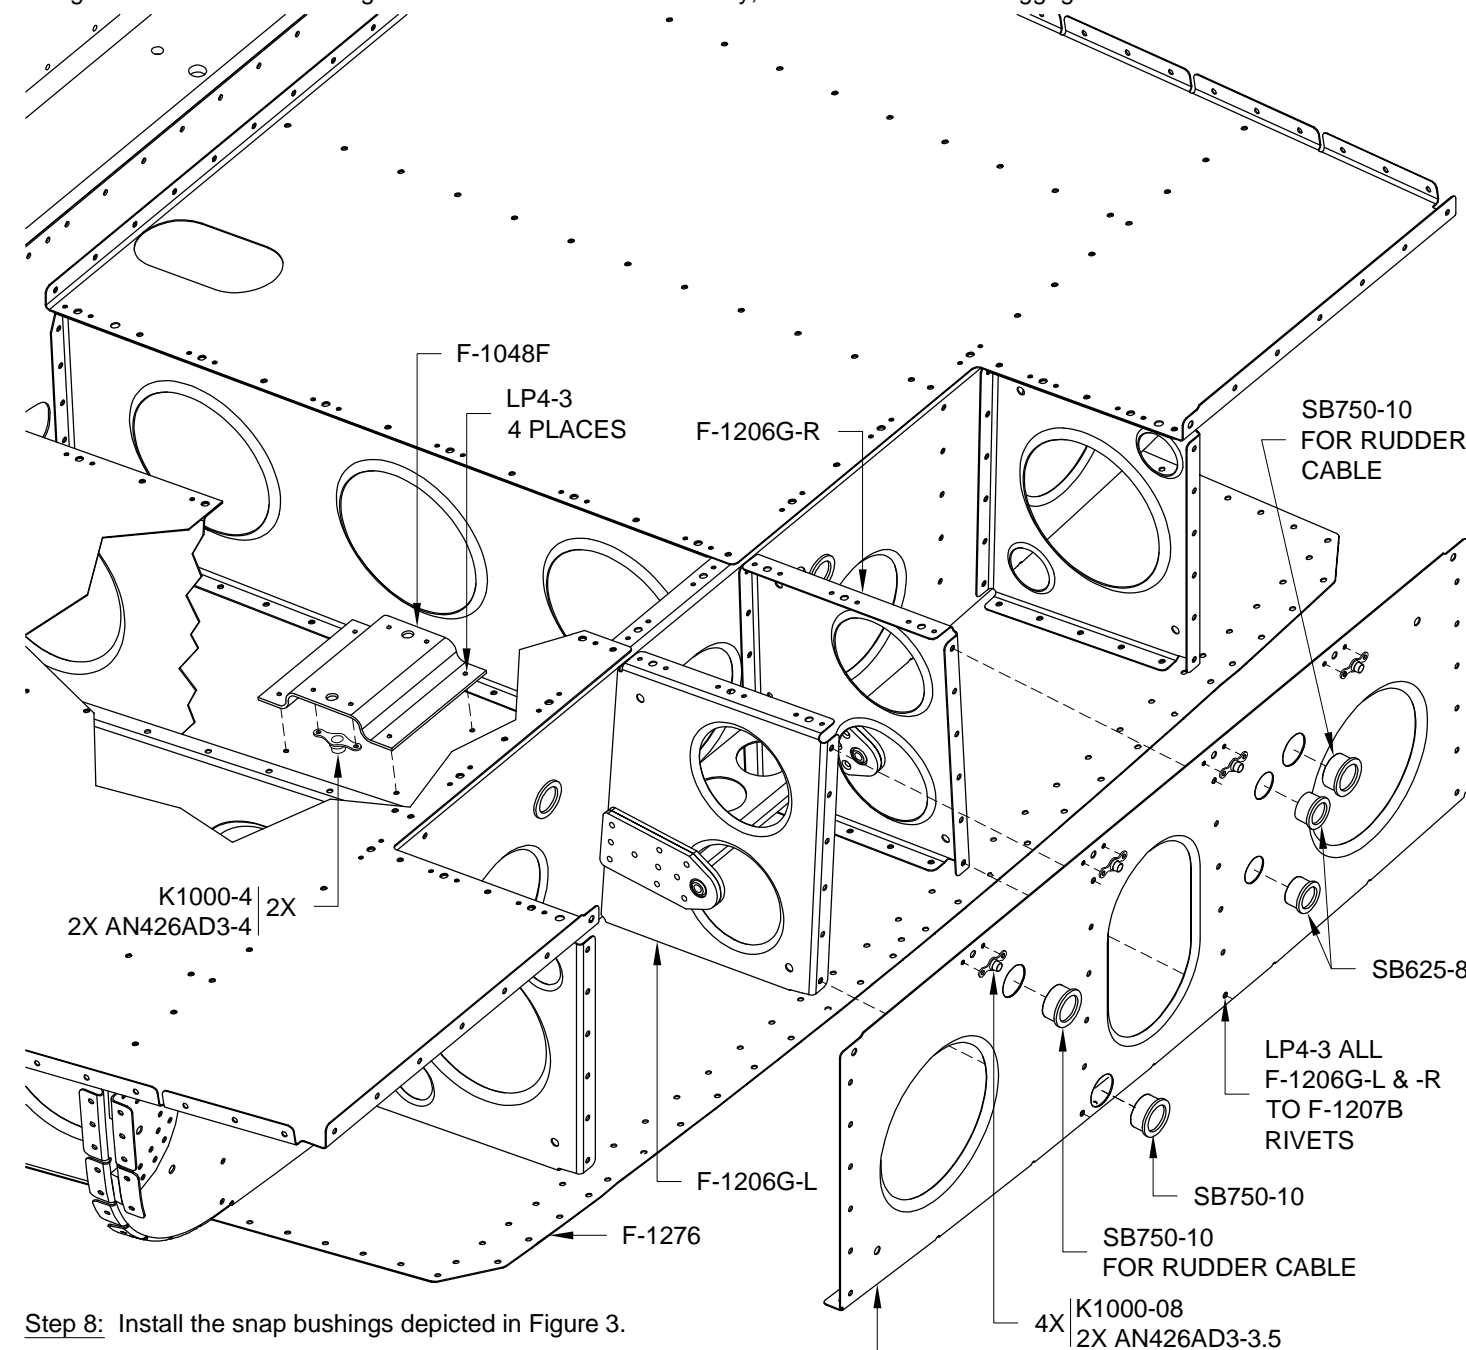 F-1048F
LP4-3
4 PLACES
F-1206G-R
SB750-10
FOR RUDDER
CABLE
K1000-4
2X AN426AD3-4
2X
SB625-8
LP4-3 ALL
F-1206G-L & -R
TO F-1207B
RIVETS
F-1206G-L
SB750-10
F-1276
SB750-10
FOR RUDDER CABLE
4X
K1000-08
2X AN426AD3-3.5
Step 8: Install the snap bushings depicted in Figure 3.